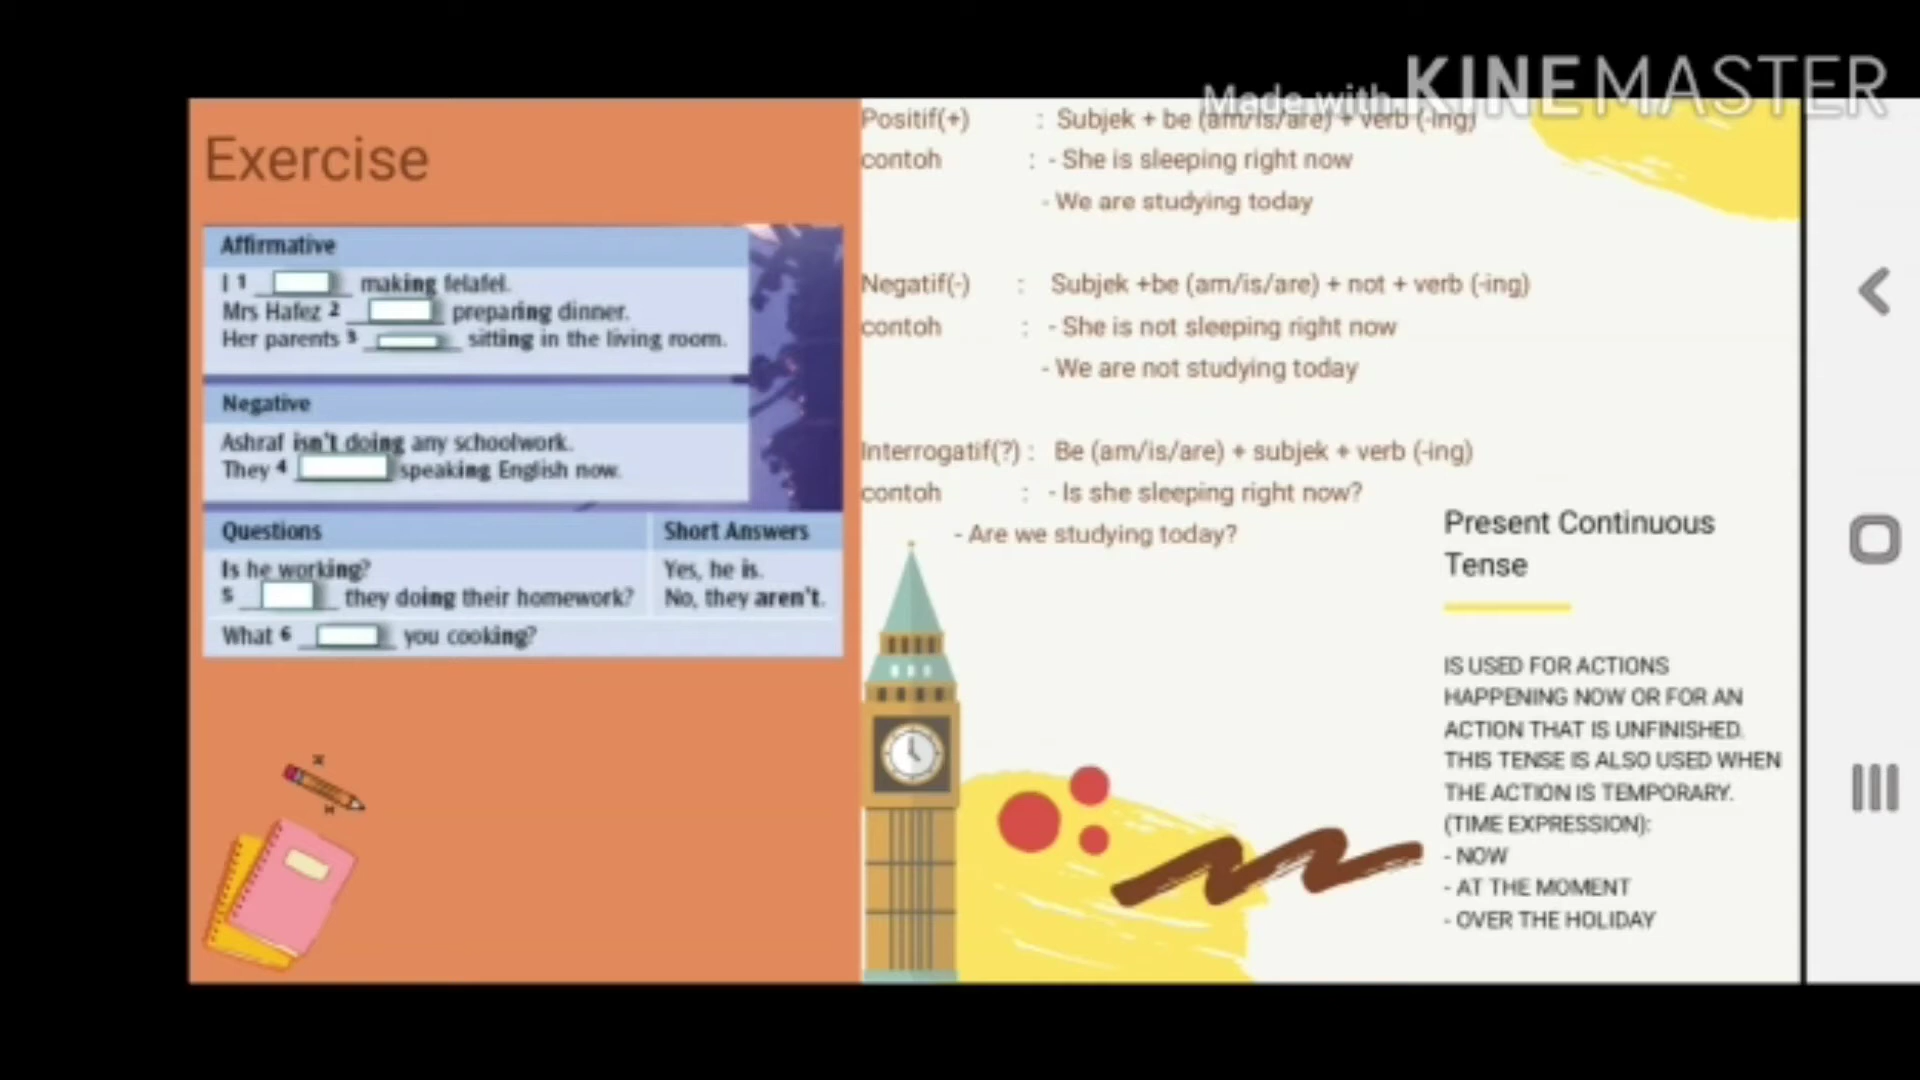 Made with KINEMASTER
Exercise
Affirmative
I 1 making felafel.
Mrs Hafez 2 preparing dinner.
Her parents 3 sitting in the living room.
Negative
Ashraf isn't doing any schoolwork.
They 4 speaking English now.
Questions Short Answers
Is he working? Yes, he is.
5 they doing their homework? No, they aren't.
What 6 you cooking?
Positif(+) : Subjek + be (am/is/are) + verb (-ing)
contoh : - She is sleeping right now
- We are studying today
Negatif(-) : Subjek +be (am/is/are) + not + verb (-ing)
contoh : - She is not sleeping right now
- We are not studying today
Interrogatif(?) : Be (am/is/are) + subjek + verb (-ing)
contoh : - Is she sleeping right now?
- Are we studying today?
Present Continuous
Tense
IS USED FOR ACTIONS
HAPPENING NOW OR FOR AN
ACTION THAT IS UNFINISHED.
THIS TENSE IS ALSO USED WHEN
THE ACTION IS TEMPORARY.
(TIME EXPRESSION):
- NOW
- AT THE MOMENT
- OVER THE HOLIDAY